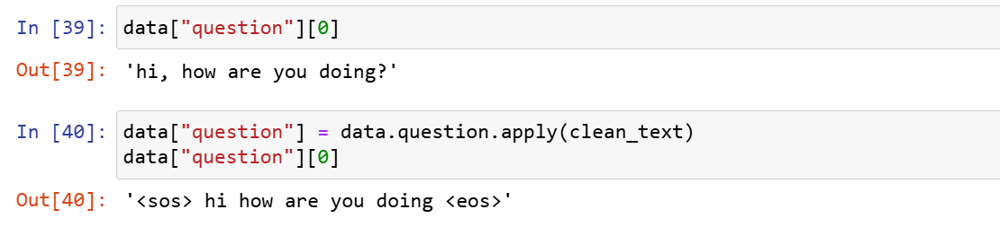 In [39]: data["question"][0]
Out[39]: 'hi, how are you doing?'
In [40]: data["question"] = data.question.apply(clean_text)
data["question"][0]
Out[40]: '<sos> hi how are you doing <eos>'